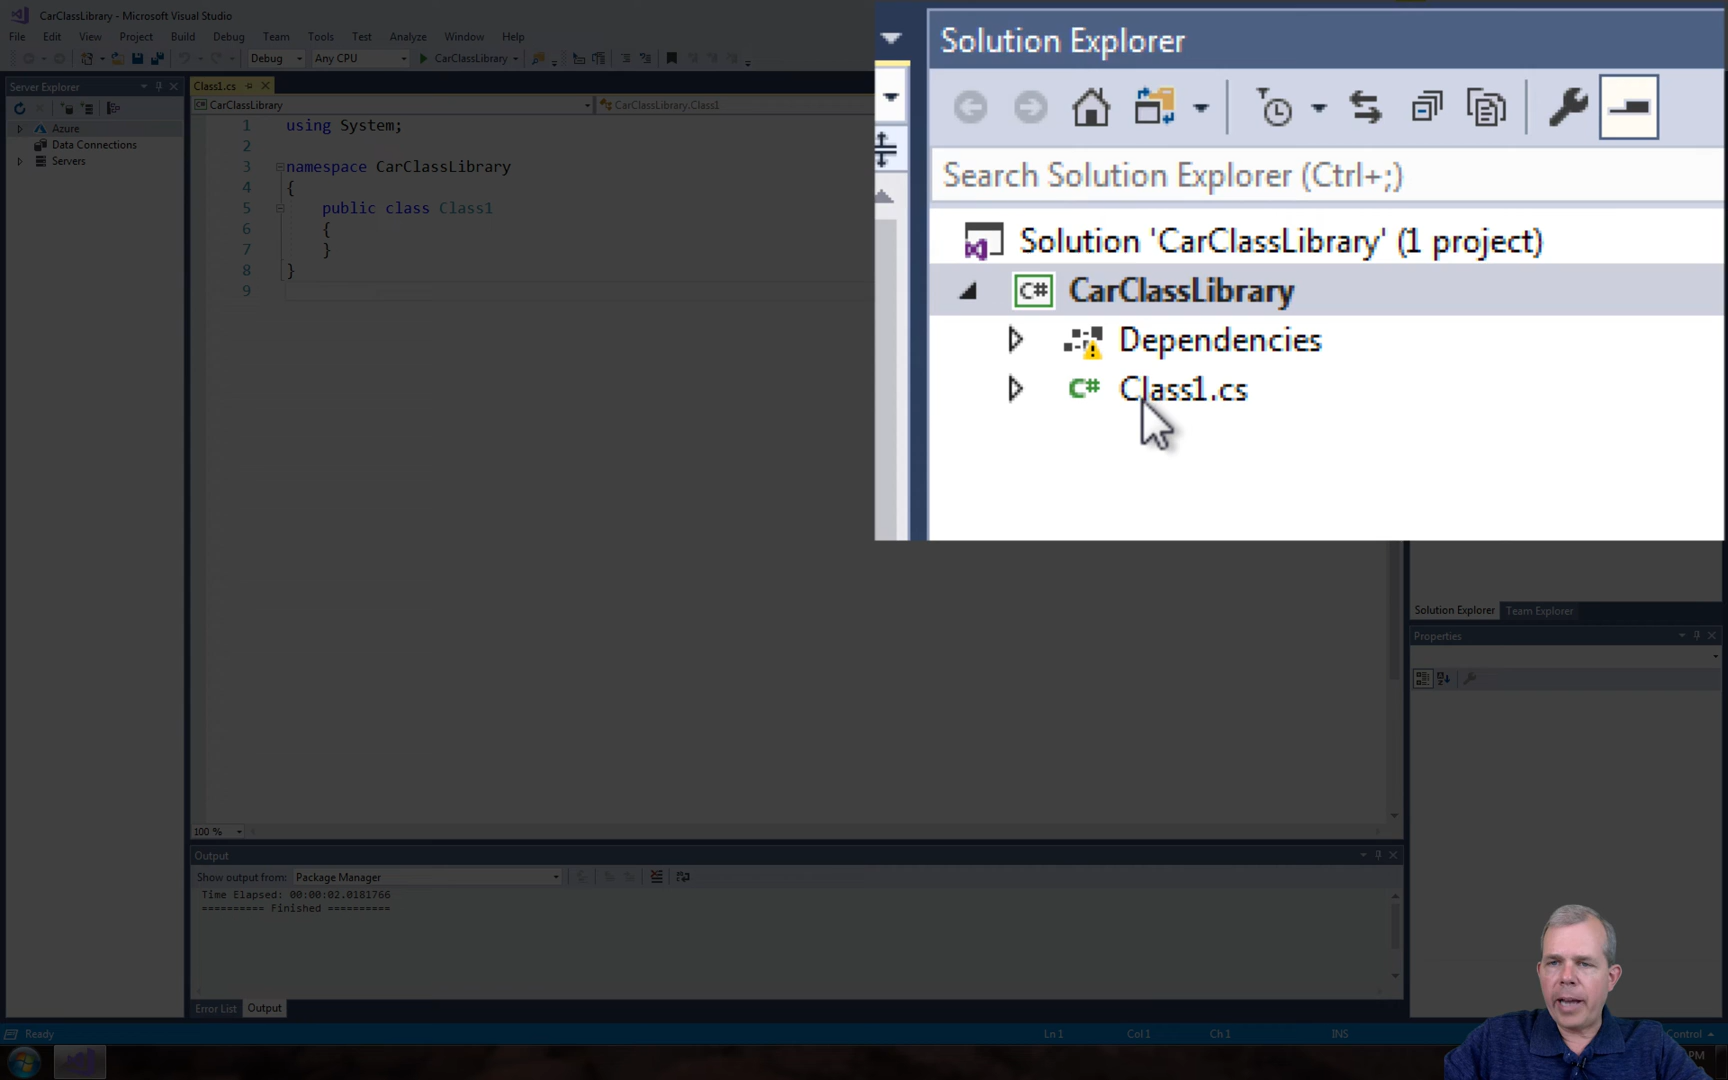 CarClassLibrary - Microsoft Visual Studio
File Edit View Project Build Debug Team Tools Test Analyze Window Help
Debug Any CPU CarClassLibrary
Server Explorer
Azure
Data Connections
Servers
Class1.cs
CarClassLibrary CarClassLibrary.Class1
1 using System;
2
3 namespace CarClassLibrary
4 {
5 public class Class1
6 {
7 }
8 }
9
100 %
Solution Explorer
Search Solution Explorer (Ctrl+;)
Solution 'CarClassLibrary' (1 project)
C# CarClassLibrary
Dependencies
C# Class1.cs
Solution Explorer Team Explorer
Properties
Output
Show output from: Package Manager
Time Elapsed: 00:00:02.0181766
========== Finished ==========
Error List Output
Ready Ln 1 Col 1 Ch 1 INS Control
PM